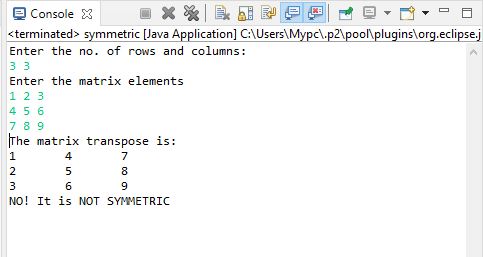 Console
<terminated> symmetric [Java Application] C:\Users\Mypc\.p2\pool\plugins\org.eclipse.j
Enter the no. of rows and columns:
3 3
Enter the matrix elements
1 2 3
4 5 6
7 8 9
The matrix transpose is:
1 4 7
2 5 8
3 6 9
NO! It is NOT SYMMETRIC